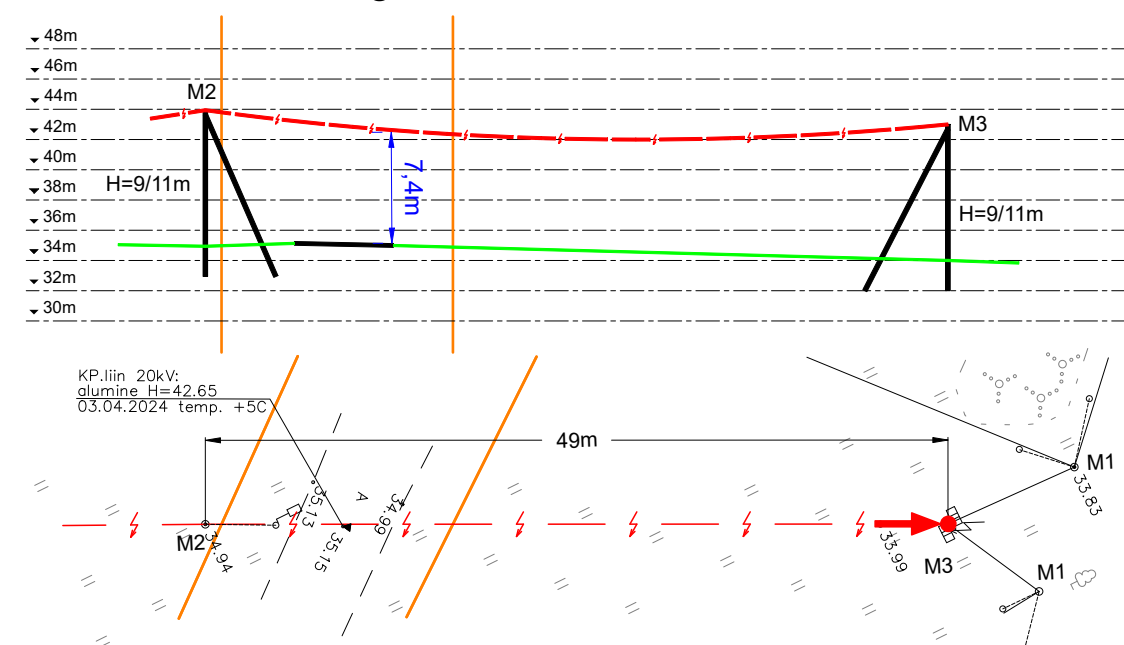 48m
46m
44m
42m
40m
38m
36m
34m
32m
30m
M2
M3
H=9/11m
7,4m
H=9/11m
KP.liin 20kV:
alumine H=42.65
03.04.2024 temp. +5C
49m
M1
33.83
35.13
A
34.99
35.15
M2
34.94
33.99
M3
M1